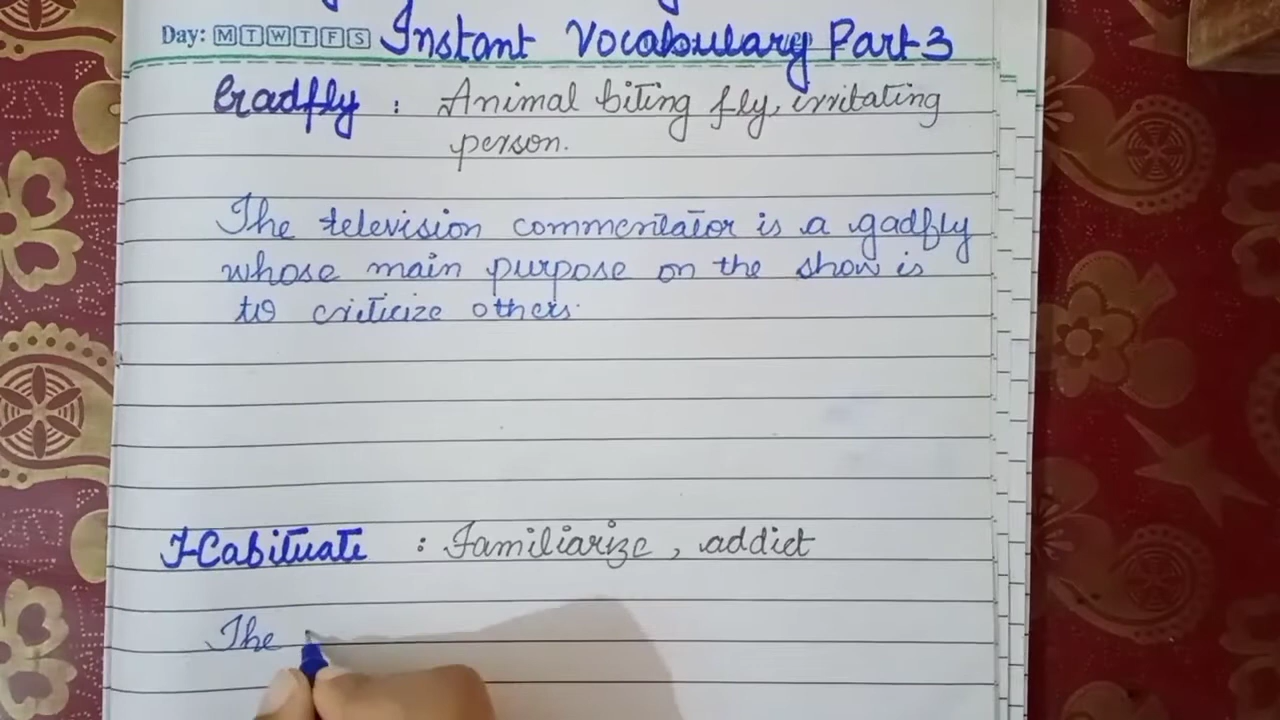 Day: M T W T F S Instant Vocabulary Part 3
Gadfly : Animal biting fly, irritating
person.
The television commentator is a gadfly
whose main purpose on the show is
to criticize others.
Habituate : Familiarize, addict
The